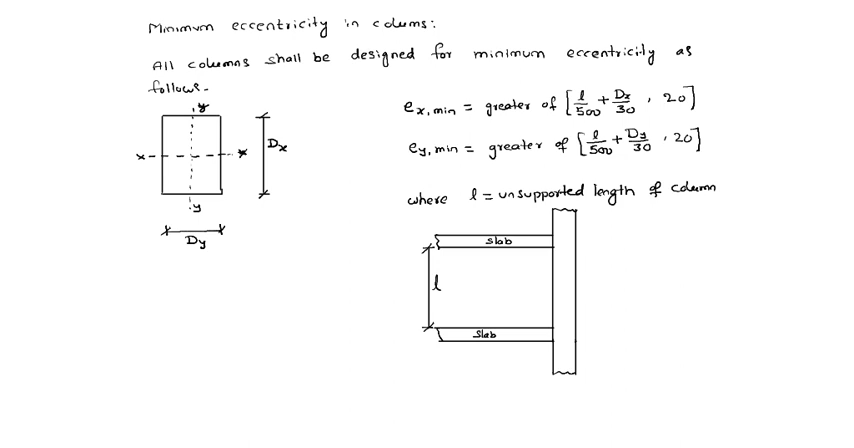 Minimum eccentricity in colums:
All columns shall be designed for minimum eccentricity as
follows-
y
x x
y
Dx
Dy
ex,min = greater of [l/500 + Dx/30 , 20]
ey,min = greater of [l/500 + Dy/30 , 20]
where l = unsupported length of column
slab
l
slab